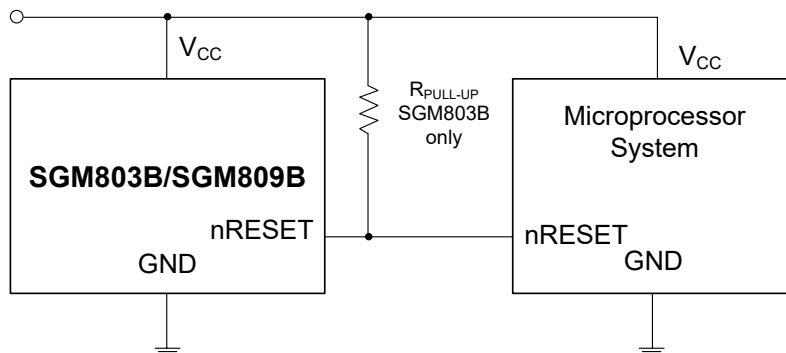 V_CC
SGM803B/SGM809B
nRESET
GND
R_PULL-UP
SGM803B
only
V_CC
Microprocessor
System
nRESET
GND